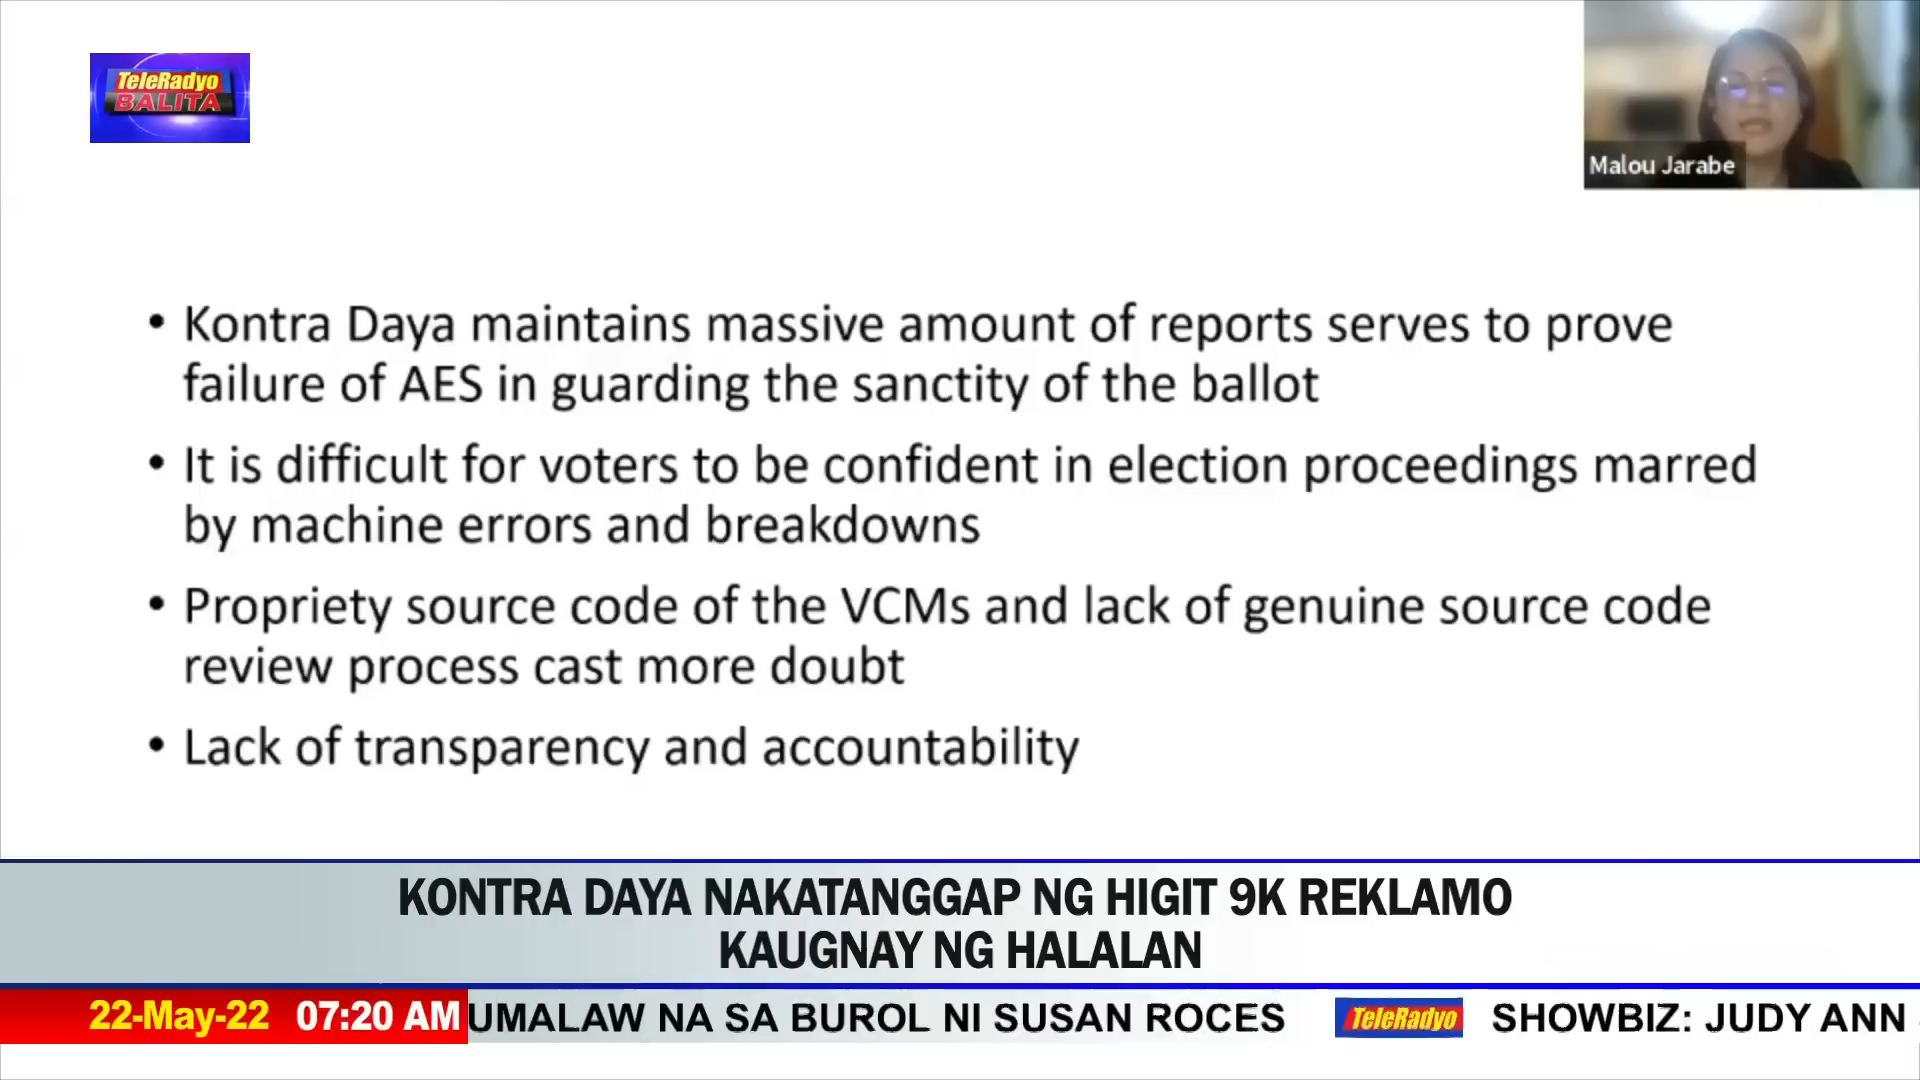 TeleRadyo
BALITA
Malou Jarabe
• Kontra Daya maintains massive amount of reports serves to prove
failure of AES in guarding the sanctity of the ballot
• It is difficult for voters to be confident in election proceedings marred
by machine errors and breakdowns
• Propriety source code of the VCMs and lack of genuine source code
review process cast more doubt
• Lack of transparency and accountability
KONTRA DAYA NAKATANGGAP NG HIGIT 9K REKLAMO
KAUGNAY NG HALALAN
22-May-22 07:20 AM UMALAW NA SA BUROL NI SUSAN ROCES TeleRadyo SHOWBIZ: JUDY ANN